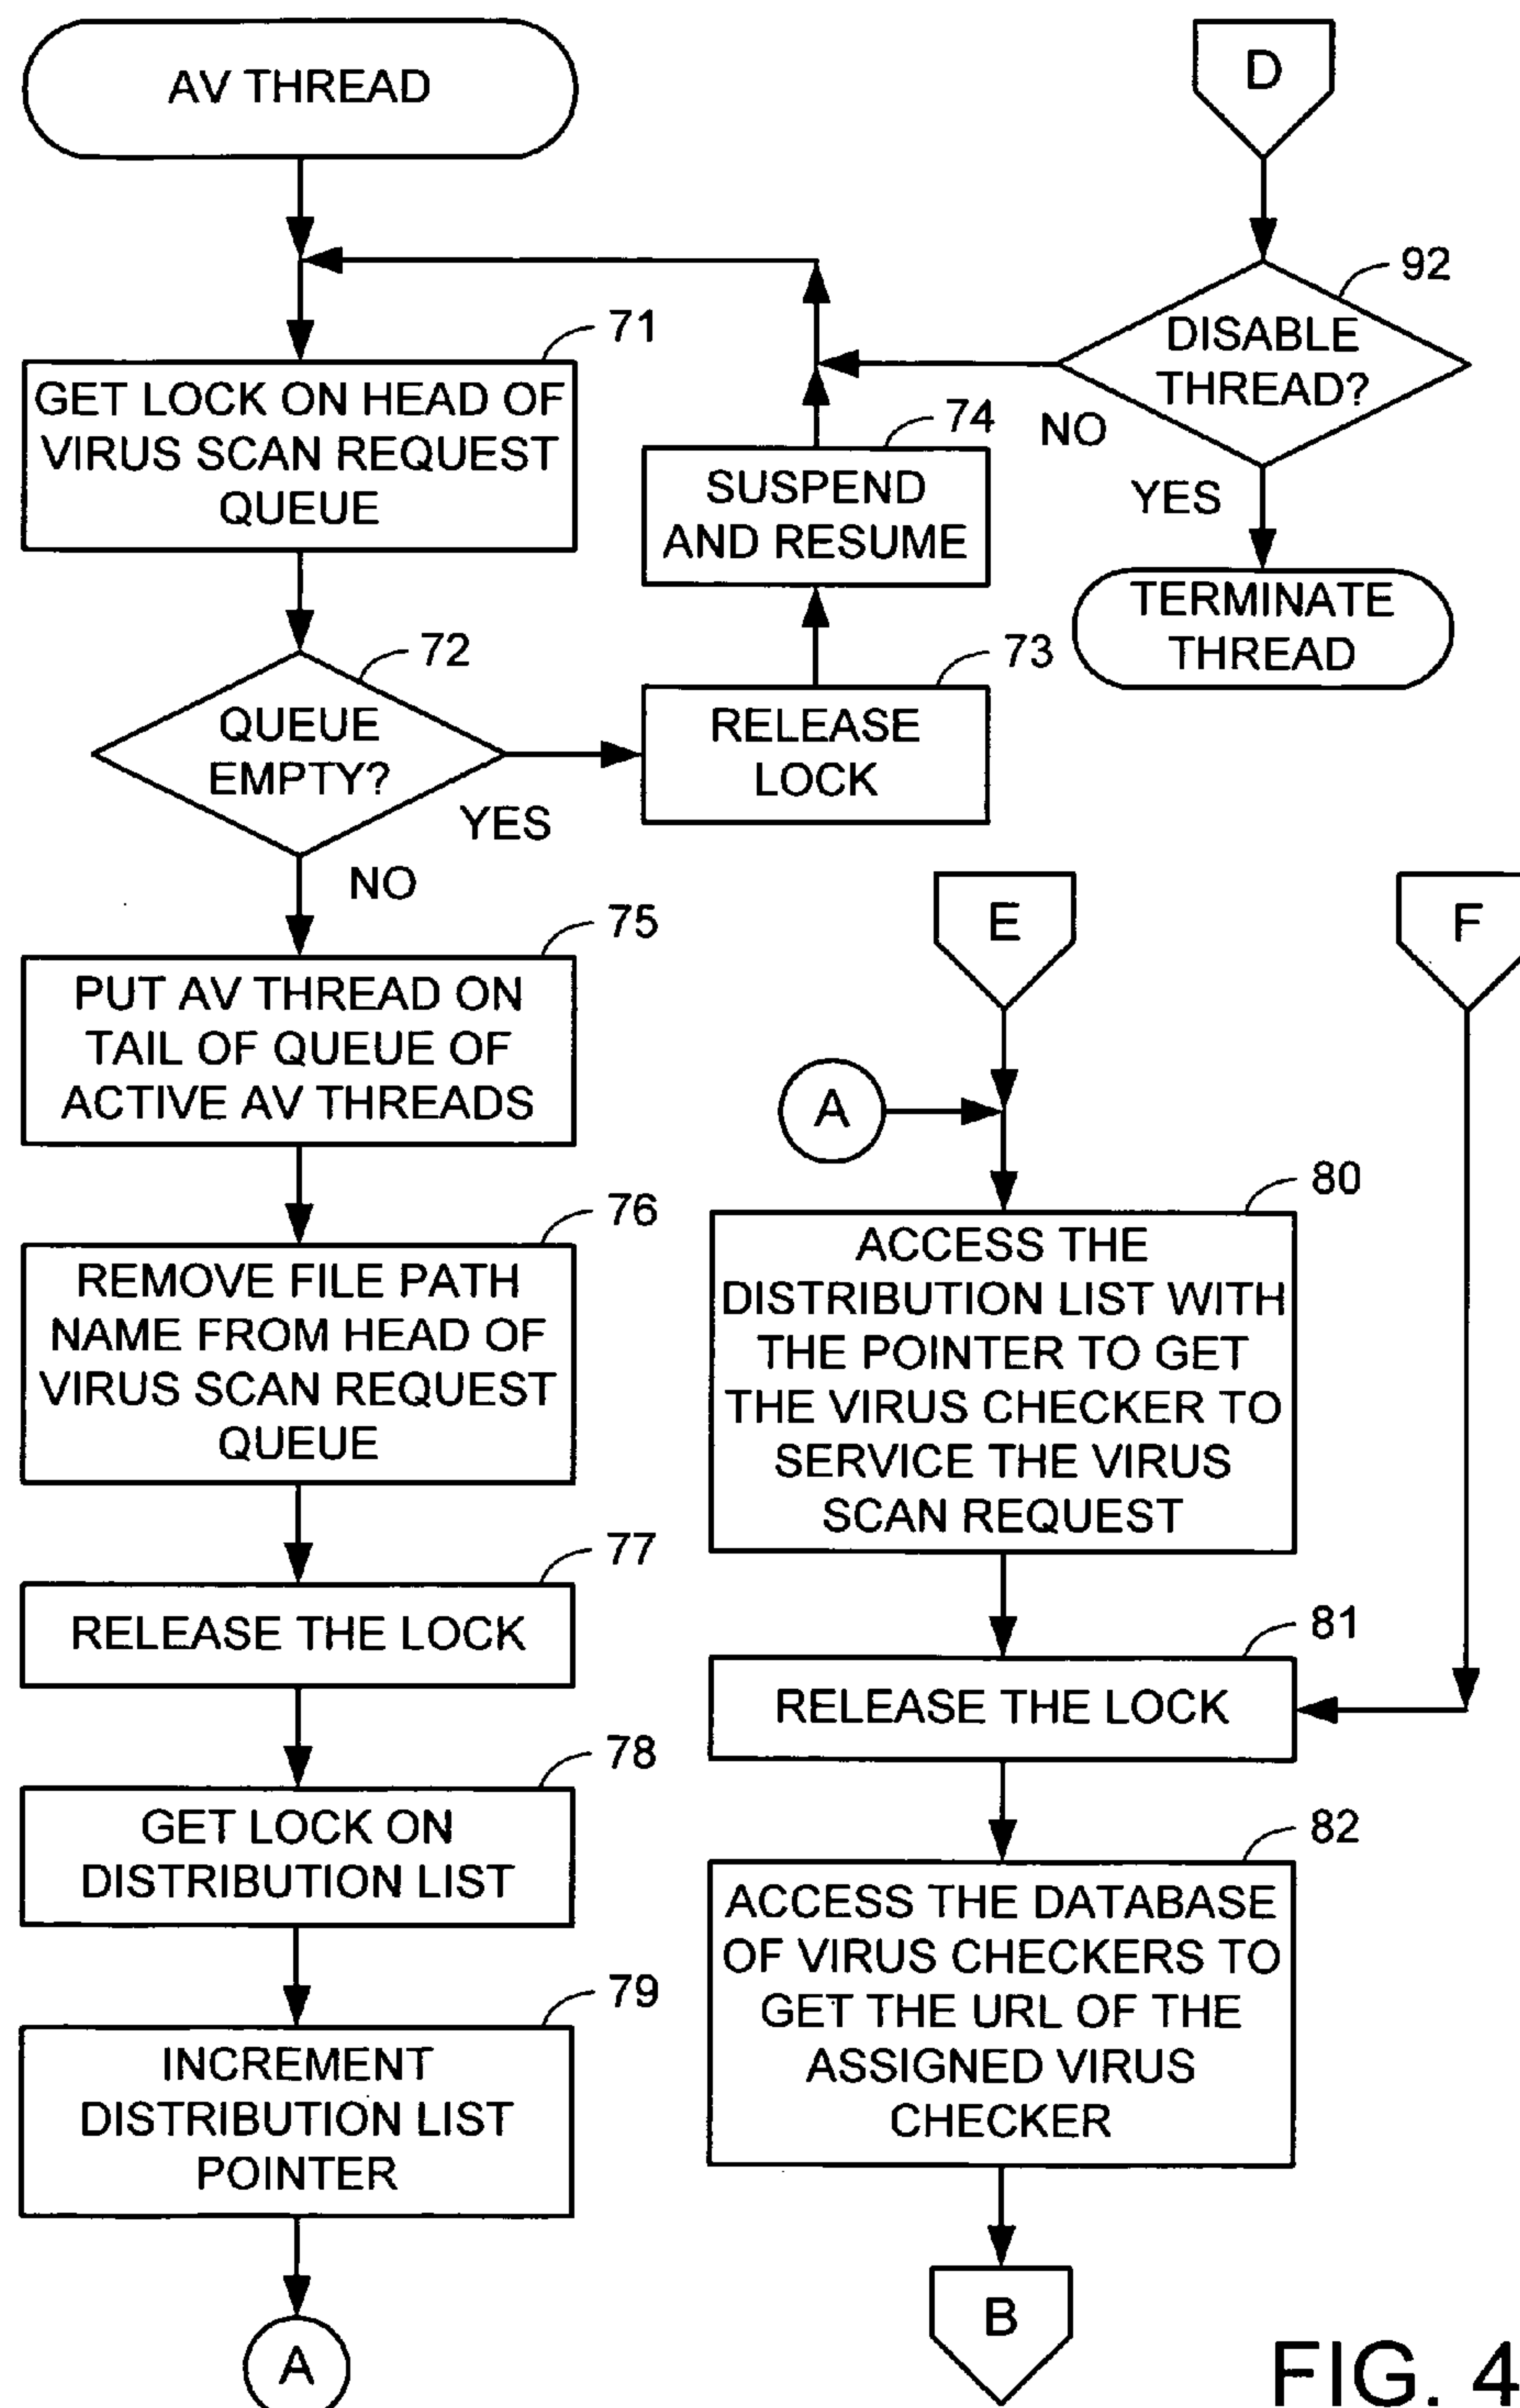 AV THREAD
71
GET LOCK ON HEAD OF
VIRUS SCAN REQUEST
QUEUE
72
QUEUE
EMPTY?
YES
NO
73
RELEASE
LOCK
74
SUSPEND
AND RESUME
D
92
DISABLE
THREAD?
NO
YES
TERMINATE
THREAD
75
PUT AV THREAD ON
TAIL OF QUEUE OF
ACTIVE AV THREADS
76
REMOVE FILE PATH
NAME FROM HEAD OF
VIRUS SCAN REQUEST
QUEUE
77
RELEASE THE LOCK
78
GET LOCK ON
DISTRIBUTION LIST
79
INCREMENT
DISTRIBUTION LIST
POINTER
A
E
F
A
80
ACCESS THE
DISTRIBUTION LIST WITH
THE POINTER TO GET
THE VIRUS CHECKER TO
SERVICE THE VIRUS
SCAN REQUEST
81
RELEASE THE LOCK
82
ACCESS THE DATABASE
OF VIRUS CHECKERS TO
GET THE URL OF THE
ASSIGNED VIRUS
CHECKER
B
FIG. 4